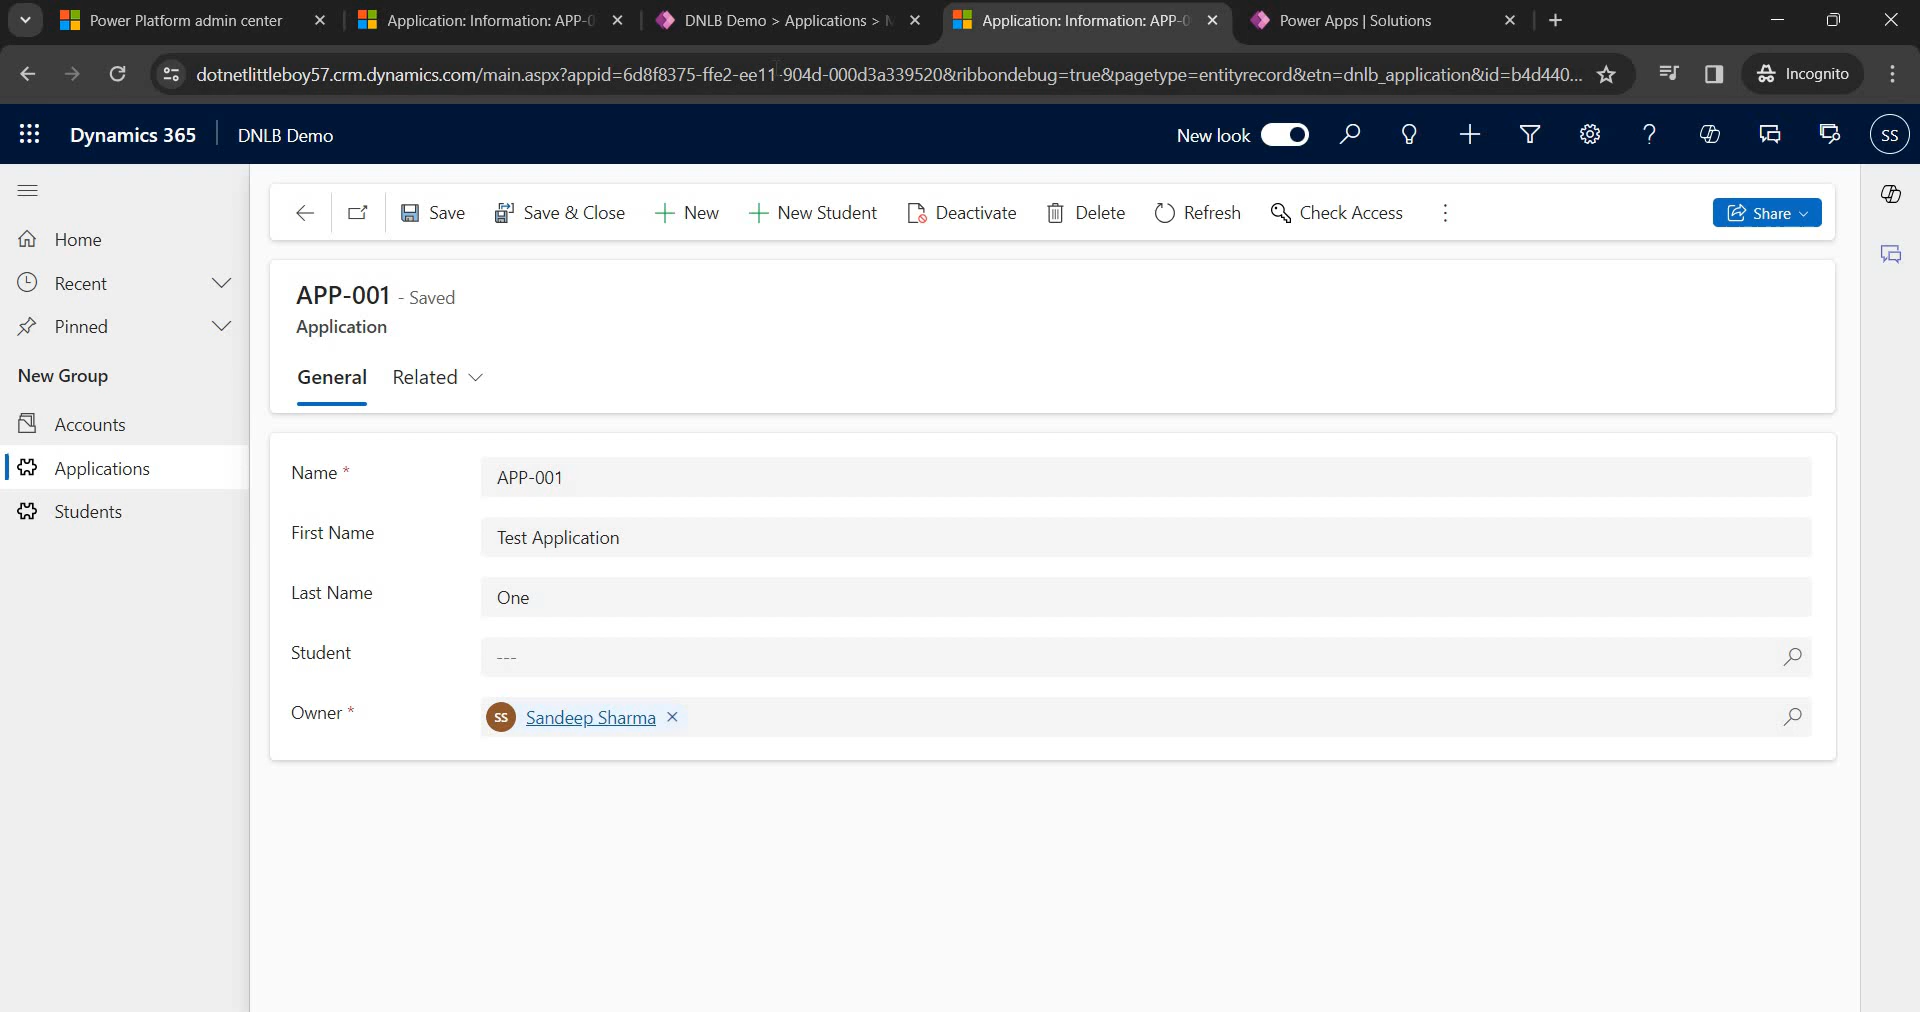 Power Platform admin center
Application: Information: APP-0
DNLB Demo > Applications >
Application: Information: APP-0
Power Apps | Solutions
dotnetlittleboy57.crm.dynamics.com/main.aspx?appid=6d8f8375-ffe2-ee11-904d-000d3a339520&ribbondebug=true&pagetype=entityrecord&etn=dnlb_application&id=b4d440...
Incognito
Dynamics 365
DNLB Demo
New look
SS
Home
Recent
Pinned
New Group
Accounts
Applications
Students
Save
Save & Close
New
New Student
Deactivate
Delete
Refresh
Check Access
Share
APP-001 - Saved
Application
General
Related
Name *
APP-001
First Name
Test Application
Last Name
One
Student
---
Owner *
SS
Sandeep Sharma